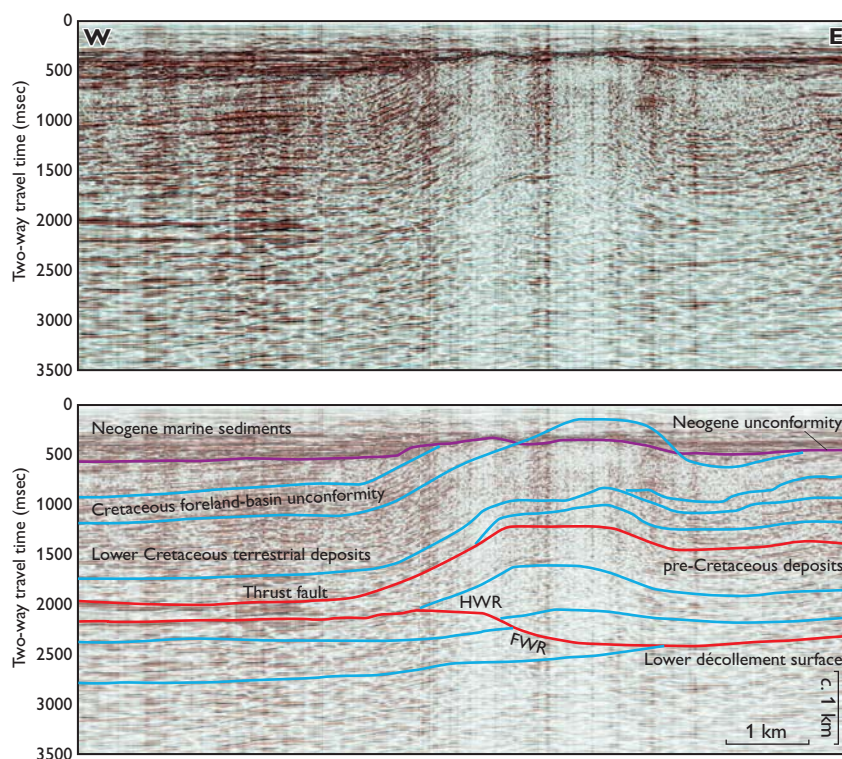 W
E
Two-way travel time (msec)
0
500
1000
1500
2000
2500
3000
3500
Two-way travel time (msec)
0
500
1000
1500
2000
2500
3000
3500
Neogene marine sediments
Neogene unconformity
Cretaceous foreland-basin unconformity
Lower Cretaceous terrestrial deposits
pre-Cretaceous deposits
Thrust fault
HWR
FWR
Lower décollement surface
c. 1 km
1 km